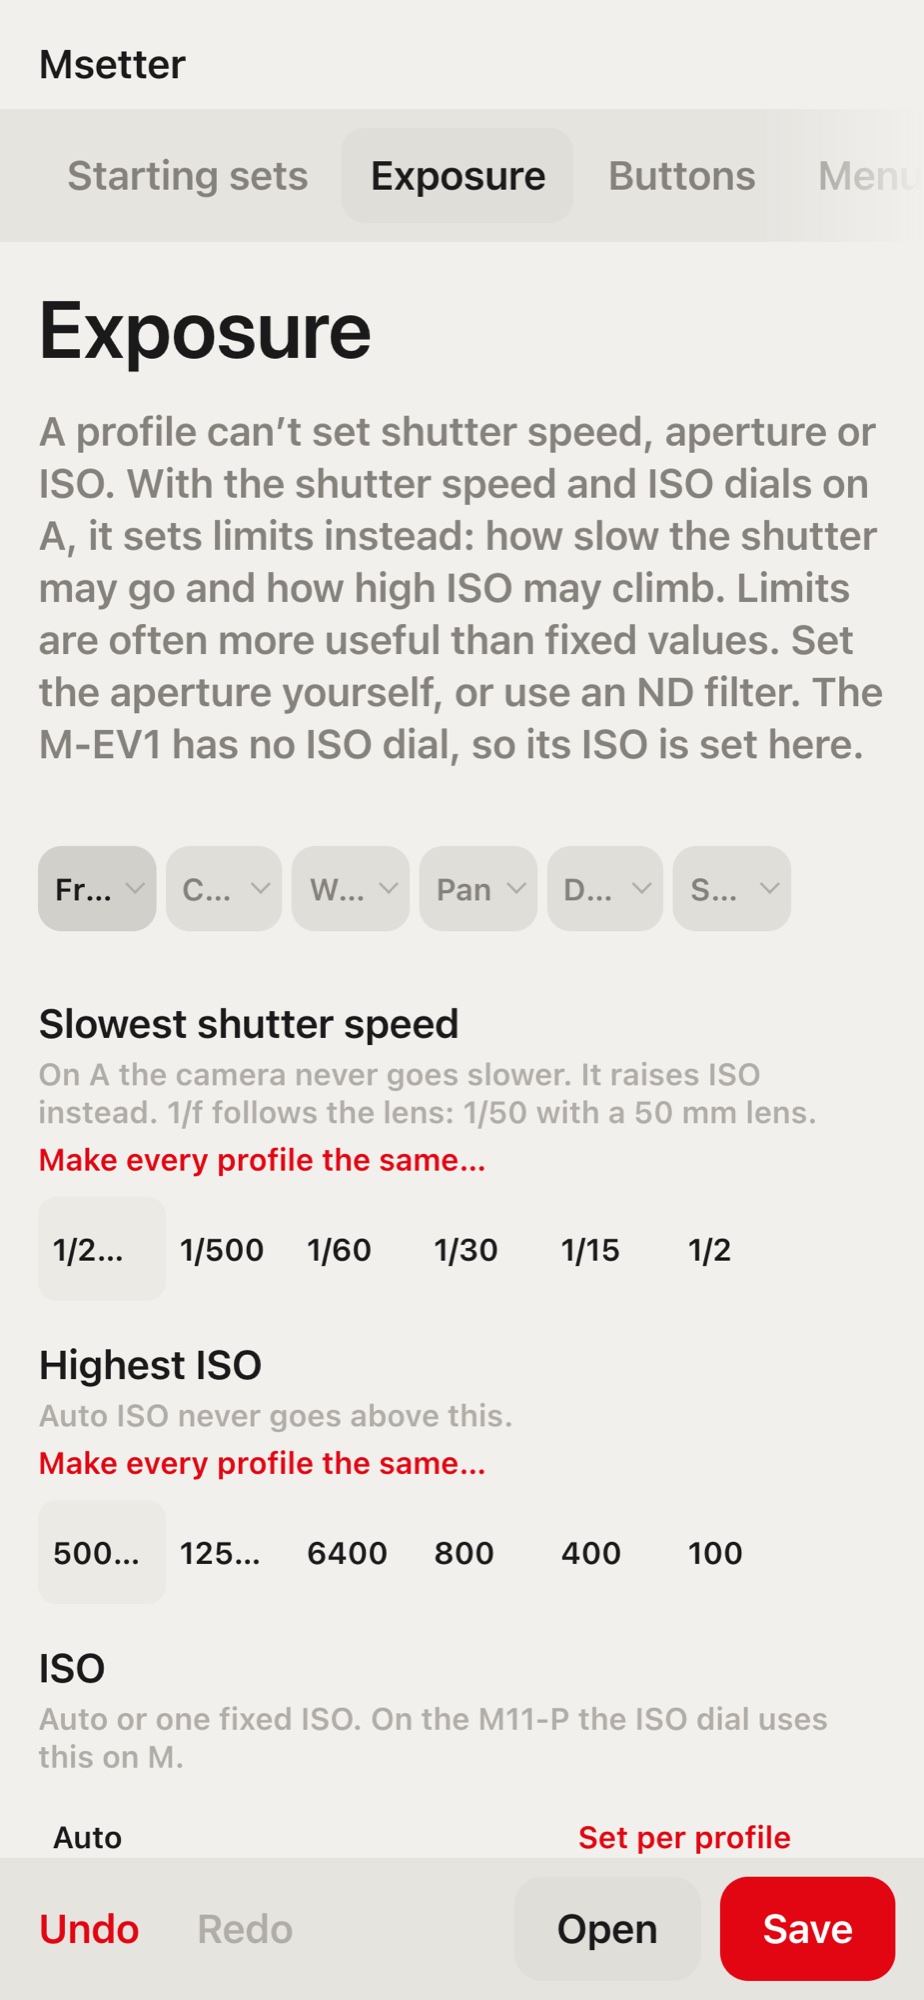 Msetter
Starting sets Exposure Buttons Menu
Exposure
A profile can’t set shutter speed, aperture or
ISO. With the shutter speed and ISO dials on
A, it sets limits instead: how slow the shutter
may go and how high ISO may climb. Limits
are often more useful than fixed values. Set
the aperture yourself, or use an ND filter. The
M-EV1 has no ISO dial, so its ISO is set here.
Fr... C... W... Pan D... S...
Slowest shutter speed
On A the camera never goes slower. It raises ISO
instead. 1/f follows the lens: 1/50 with a 50 mm lens.
Make every profile the same...
1/2... 1/500 1/60 1/30 1/15 1/2
Highest ISO
Auto ISO never goes above this.
Make every profile the same...
500... 125... 6400 800 400 100
ISO
Auto or one fixed ISO. On the M11-P the ISO dial uses
this on M.
Auto Set per profile
Undo Redo Open Save